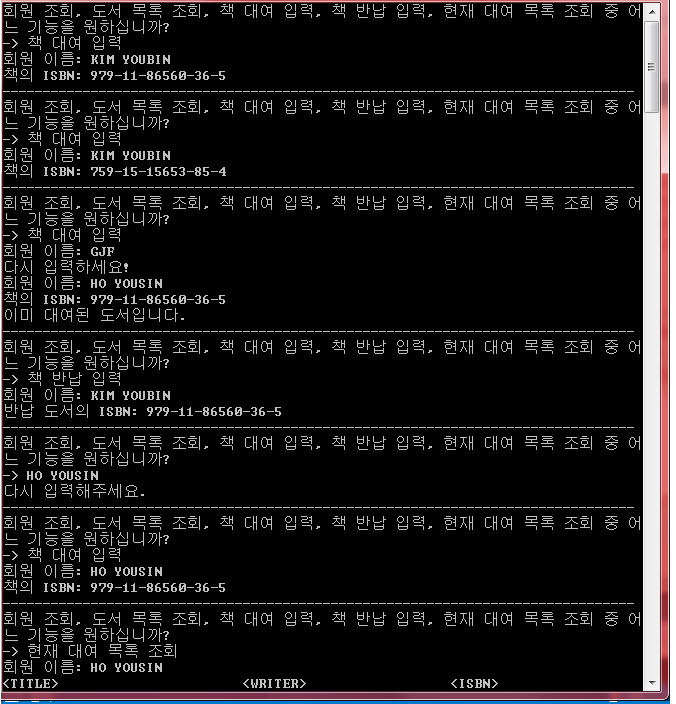 회원 조회, 도서 목록 조회, 책 대여 입력, 책 반납 입력, 현재 대여 목록 조회 중 어
느 기능을 원하십니까?
-> 책 대여 입력
회원 이름: KIM YOUBIN
책의 ISBN: 979-11-86560-36-5
--------------------------------------------------------------------------------
회원 조회, 도서 목록 조회, 책 대여 입력, 책 반납 입력, 현재 대여 목록 조회 중 어
느 기능을 원하십니까?
-> 책 대여 입력
회원 이름: KIM YOUBIN
책의 ISBN: 759-15-15653-85-4
--------------------------------------------------------------------------------
회원 조회, 도서 목록 조회, 책 대여 입력, 책 반납 입력, 현재 대여 목록 조회 중 어
느 기능을 원하십니까?
-> 책 대여 입력
회원 이름: GJF
다시 입력하세요!
회원 이름: HO YOUSIN
책의 ISBN: 979-11-86560-36-5
이미 대여된 도서입니다.
--------------------------------------------------------------------------------
회원 조회, 도서 목록 조회, 책 대여 입력, 책 반납 입력, 현재 대여 목록 조회 중 어
느 기능을 원하십니까?
-> 책 반납 입력
회원 이름: KIM YOUBIN
반납 도서의 ISBN: 979-11-86560-36-5
--------------------------------------------------------------------------------
회원 조회, 도서 목록 조회, 책 대여 입력, 책 반납 입력, 현재 대여 목록 조회 중 어
느 기능을 원하십니까?
-> HO YOUSIN
다시 입력해주세요.
--------------------------------------------------------------------------------
회원 조회, 도서 목록 조회, 책 대여 입력, 책 반납 입력, 현재 대여 목록 조회 중 어
느 기능을 원하십니까?
-> 책 대여 입력
회원 이름: HO YOUSIN
책의 ISBN: 979-11-86560-36-5
--------------------------------------------------------------------------------
회원 조회, 도서 목록 조회, 책 대여 입력, 책 반납 입력, 현재 대여 목록 조회 중 어
느 기능을 원하십니까?
-> 현재 대여 목록 조회
회원 이름: HO YOUSIN
<TITLE> <WRITER> <ISBN>